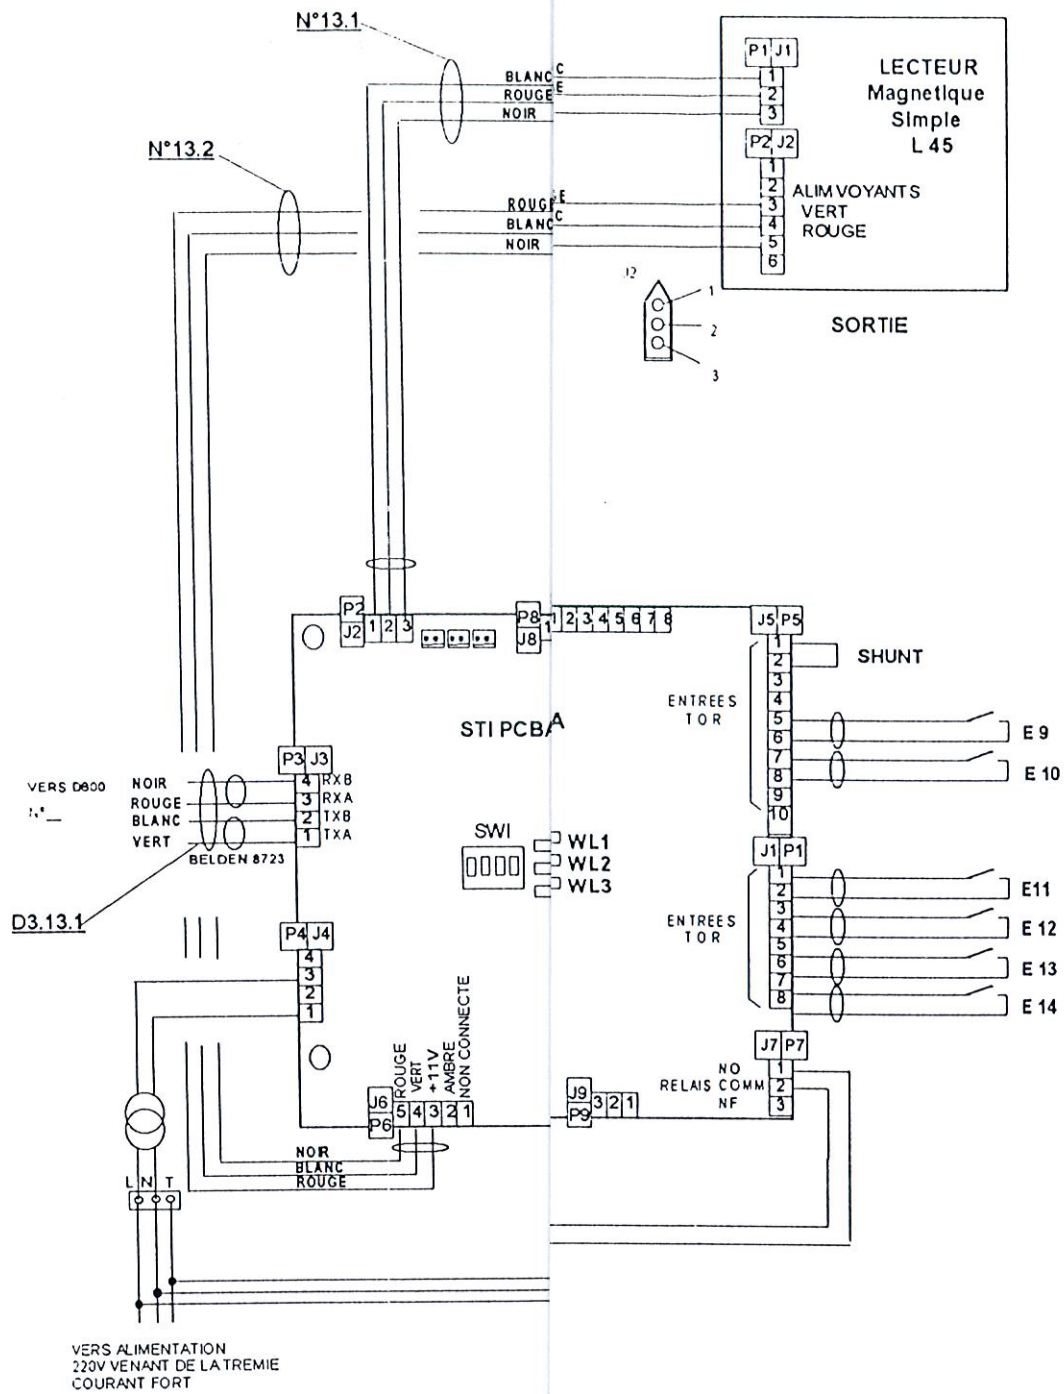 N°13.1
N°13.2
BLANC C
ROUGE E
NOIR
ROUGE E
BLANC C
NOIR
P1 J1
1
2
3
P2 J2
1
2
3
4
5
6
LECTEUR
Magnetique
Simple
L 45
ALIM VOYANTS
VERT
ROUGE
SORTIE
J2
1
2
3
P2
J2
1 2 3
P8
J8
1
1 2 3 4 5 6 7 8
J5 P5
1
2
3
4
5
6
7
8
9
10
SHUNT
ENTREES
TOR
E 9
E 10
STI PCBA
P3 J3
4 RXB
3 RXA
2 TXB
1 TXA
VERS D800
N°__
NOIR
ROUGE
BLANC
VERT
BELDEN 8723
D3.13.1
SWI
WL1
WL2
WL3
J1 P1
1
2
3
4
5
6
7
8
ENTREES
TOR
E11
E 12
E 13
E 14
P4 J4
4
3
2
1
J7 P7
1
2
3
NO
RELAIS COMM
NF
ROUGE
VERT
+11V
AMBRE
NON CONNECTE
J6
P6
5 4 3 2 1
J9
P9
3 2 1
NOIR
BLANC
ROUGE
L N T
VERS ALIMENTATION
220V VENANT DE LA TREMIE
COURANT FORT